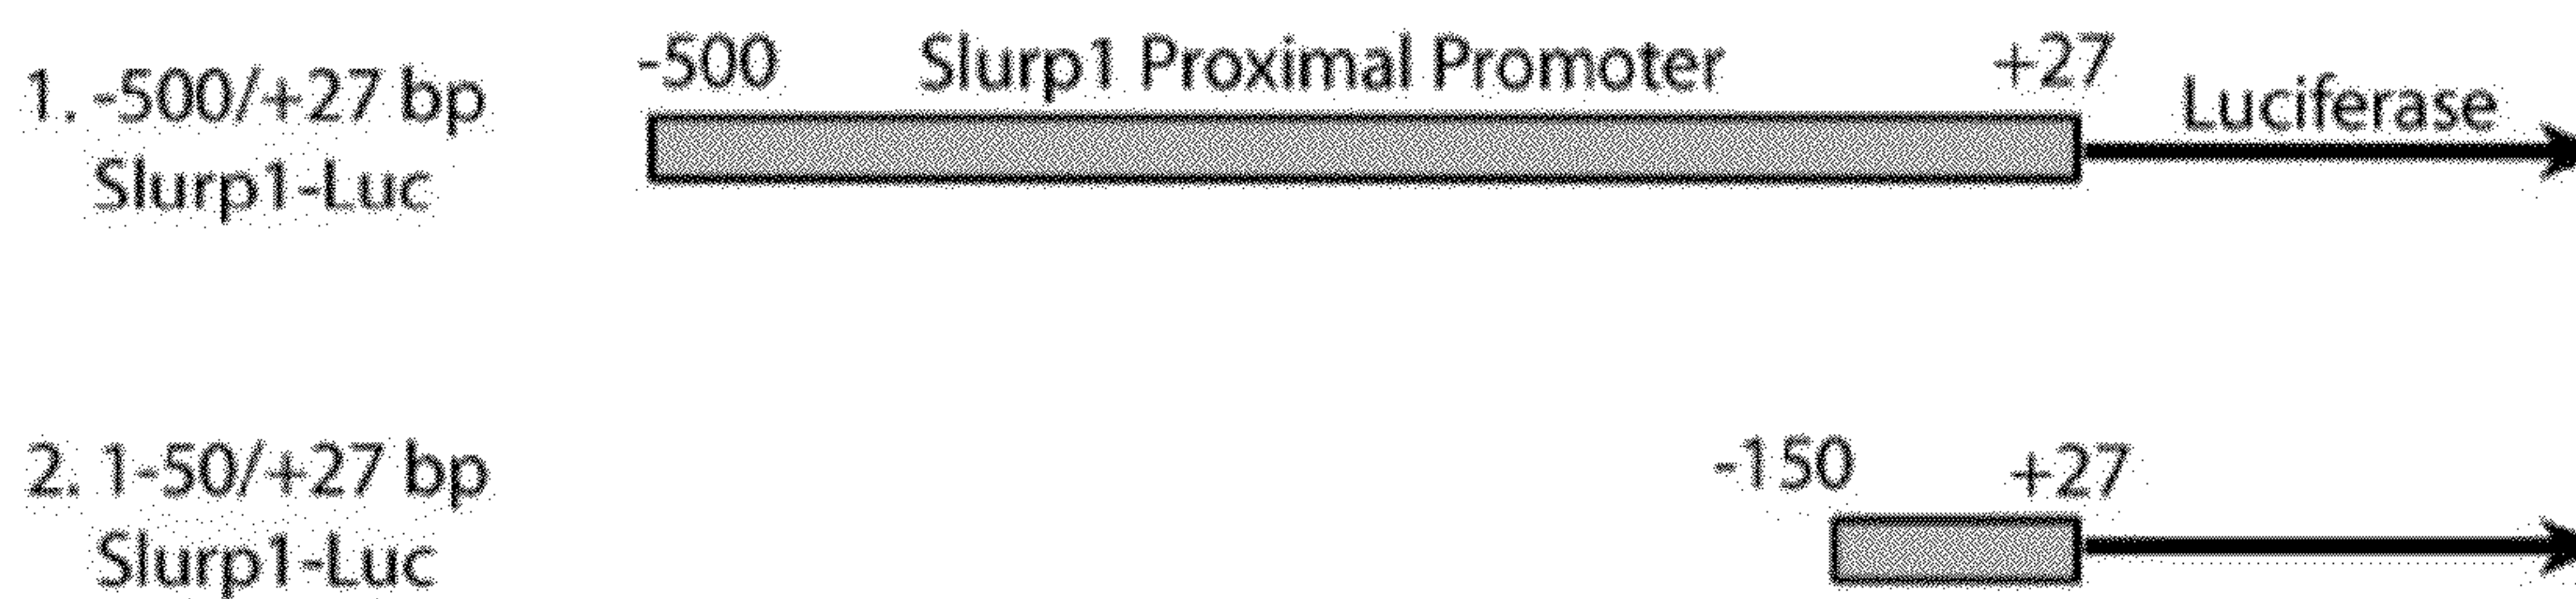 -500 Slurp1 Proximal Promoter +27
1. -500/+27 bp
Luciferase
Slurp1-Luc
-150 +27
2. 1-50/+27 bp
Slurp1-Luc